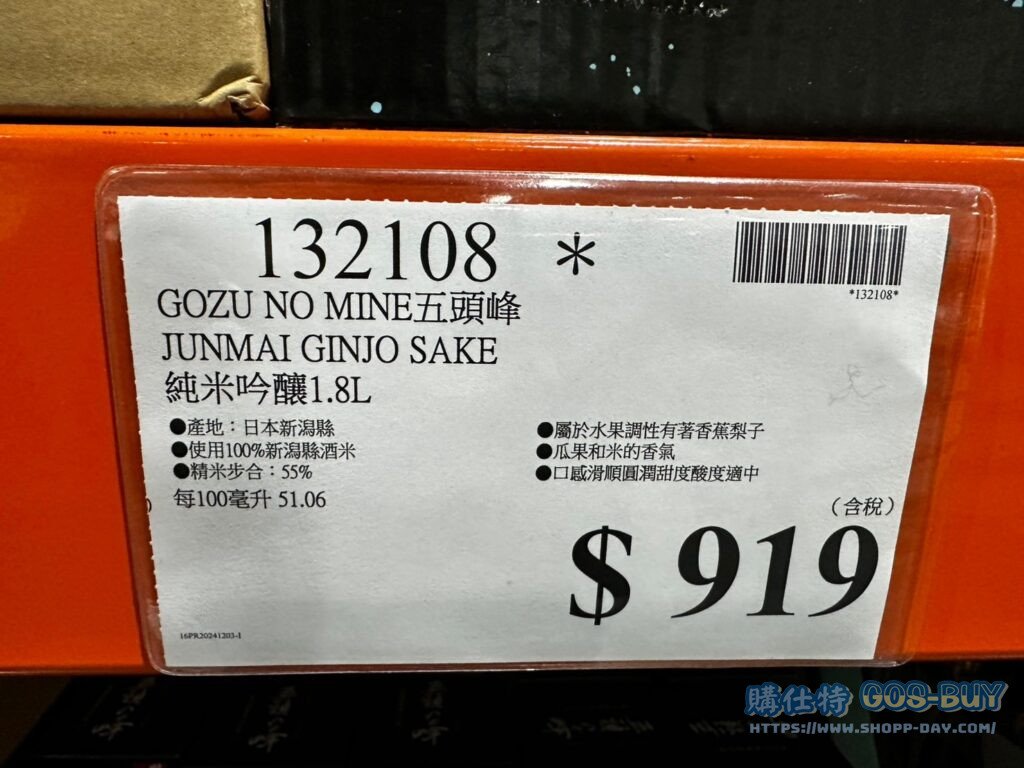 132108 *
*132108*
GOZU NO MINE五頭峰
JUNMAI GINJO SAKE
純米吟釀1.8L
●產地：日本新潟縣
●使用100%新潟縣酒米
●精米步合：55%
每100毫升 51.06
●屬於水果調性有著香蕉梨子
●瓜果和米的香氣
●口感滑順圓潤甜度酸度適中
（含稅）
$ 919
16PR20241203-1
購仕特 GOS-BUY
HTTPS://WWW.SHOPP-DAY.COM/